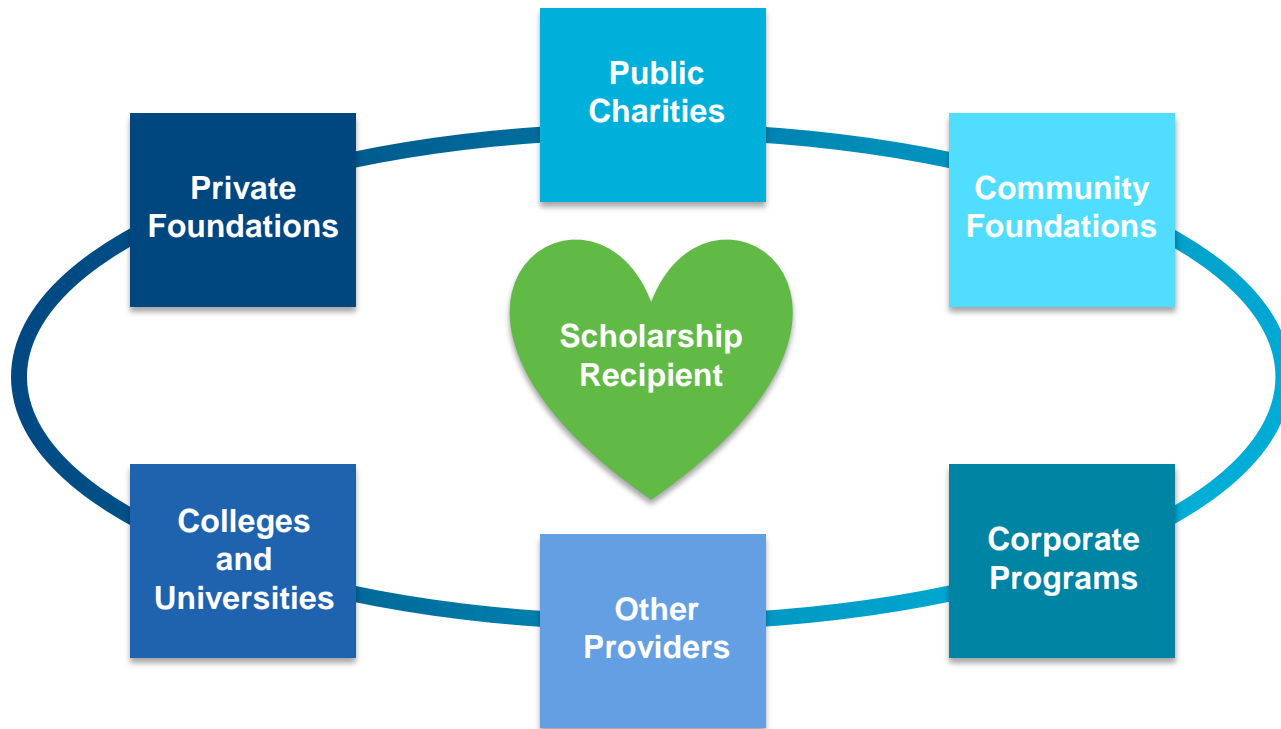 Public
Charities
Private
Foundations
Community
Foundations
Scholarship
Recipient
Colleges
and
Universities
Corporate
Programs
Other
Providers